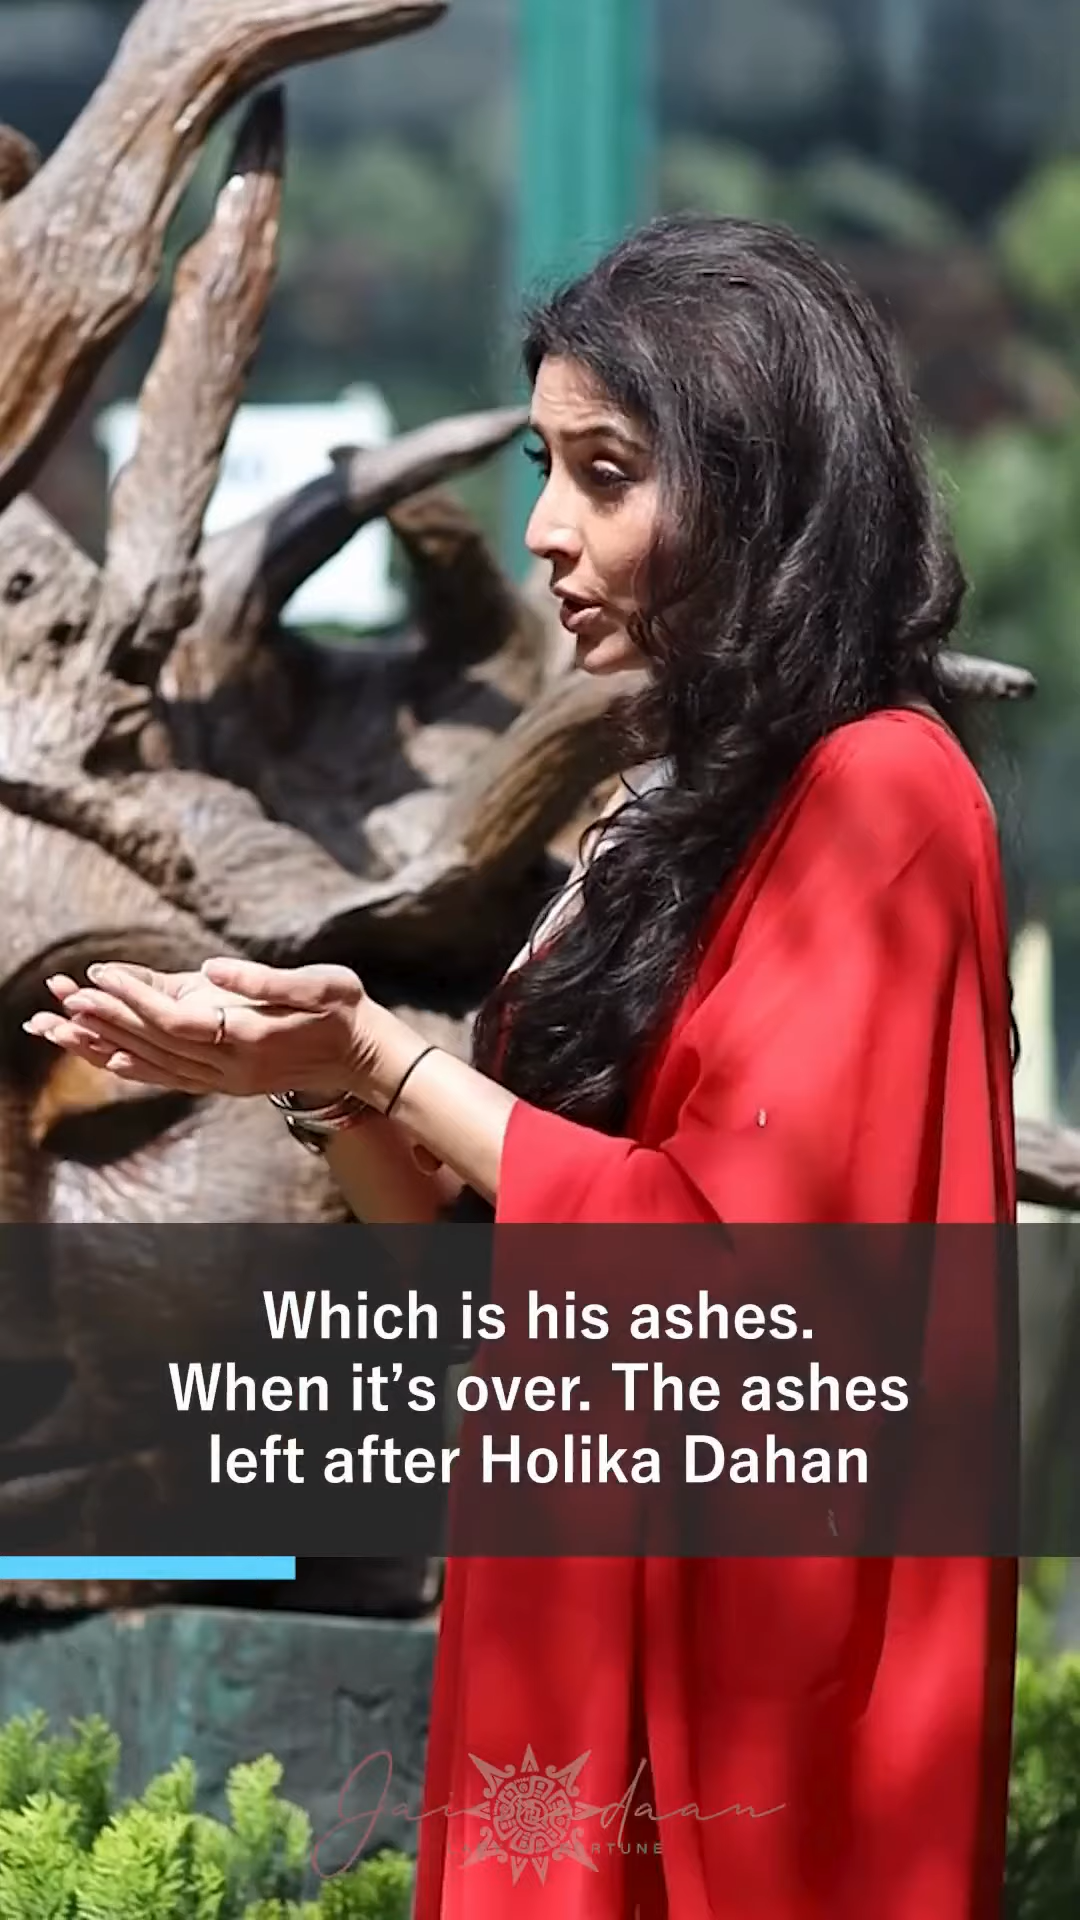 Which is his ashes.
When it's over. The ashes
left after Holika Dahan